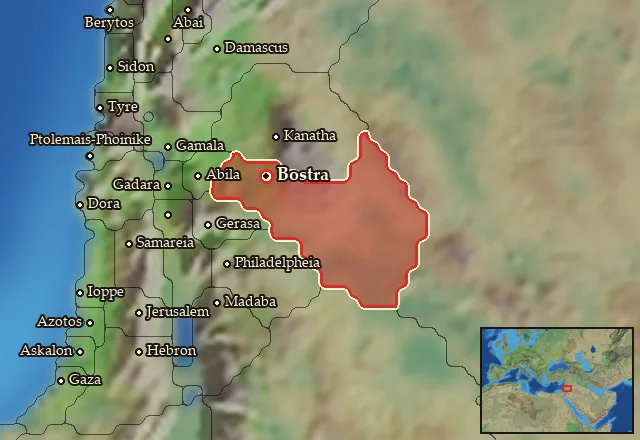 Berytos
Abai
Damascus
Sidon
Tyre
Kanatha
Ptolemais-Phoinike
Gamala
Abila
Bostra
Gadara
Dora
Gerasa
Samareia
Philadelpheia
Ioppe
Madaba
Jerusalem
Azotos
Askalon
Hebron
Gaza